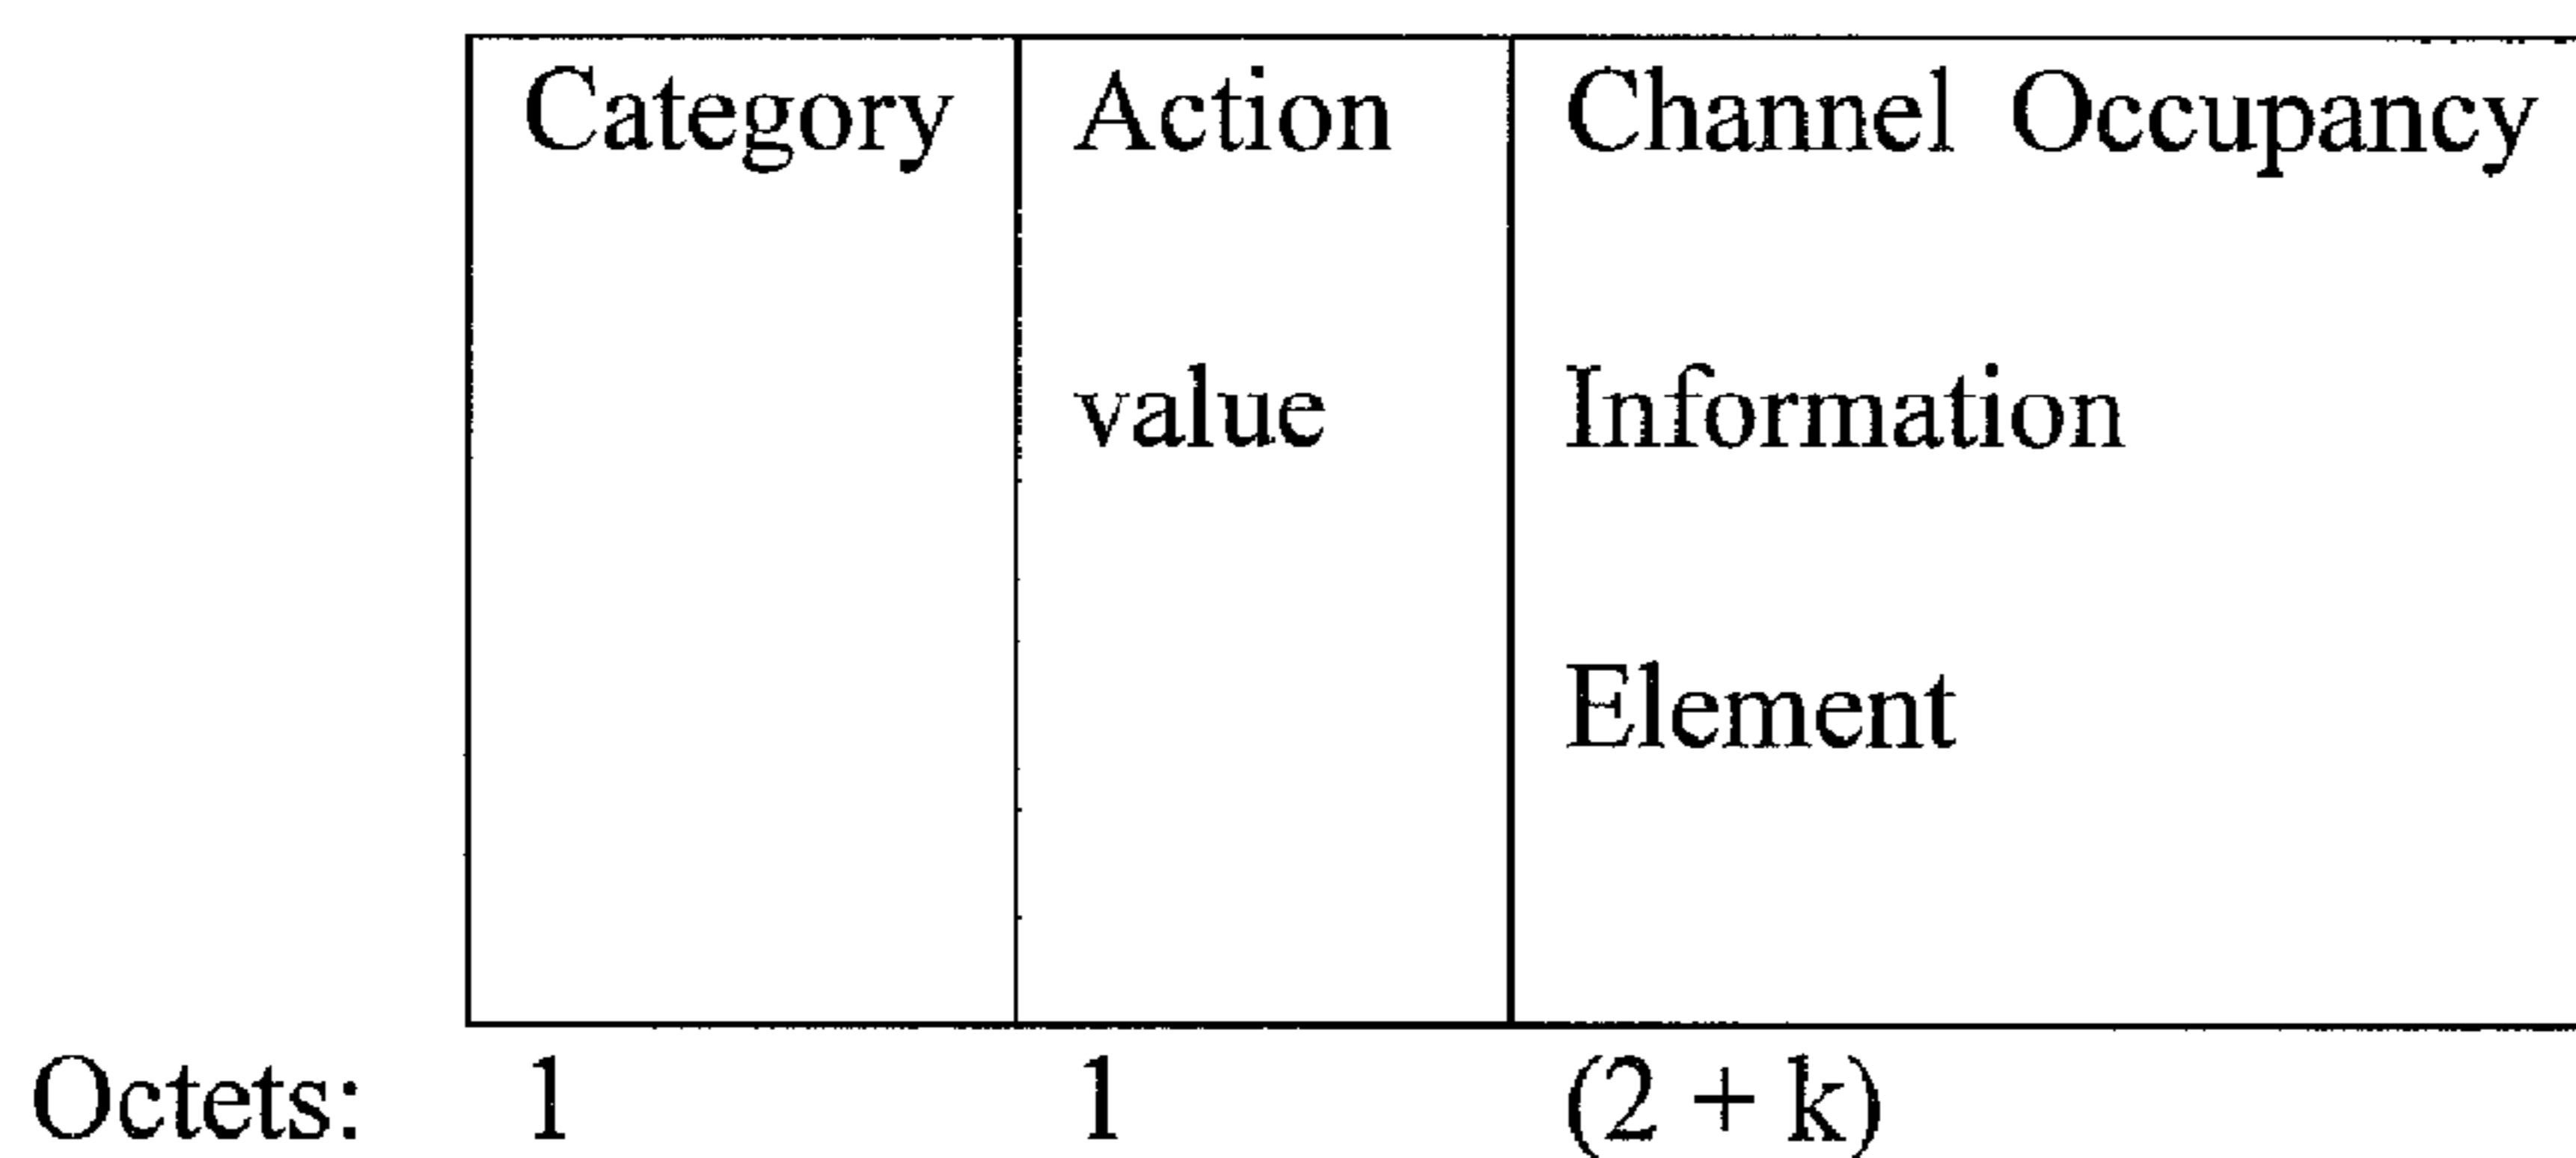 Category Action Channel Occupancy
value Information
Element
Octets: 1 1 (2 + k)